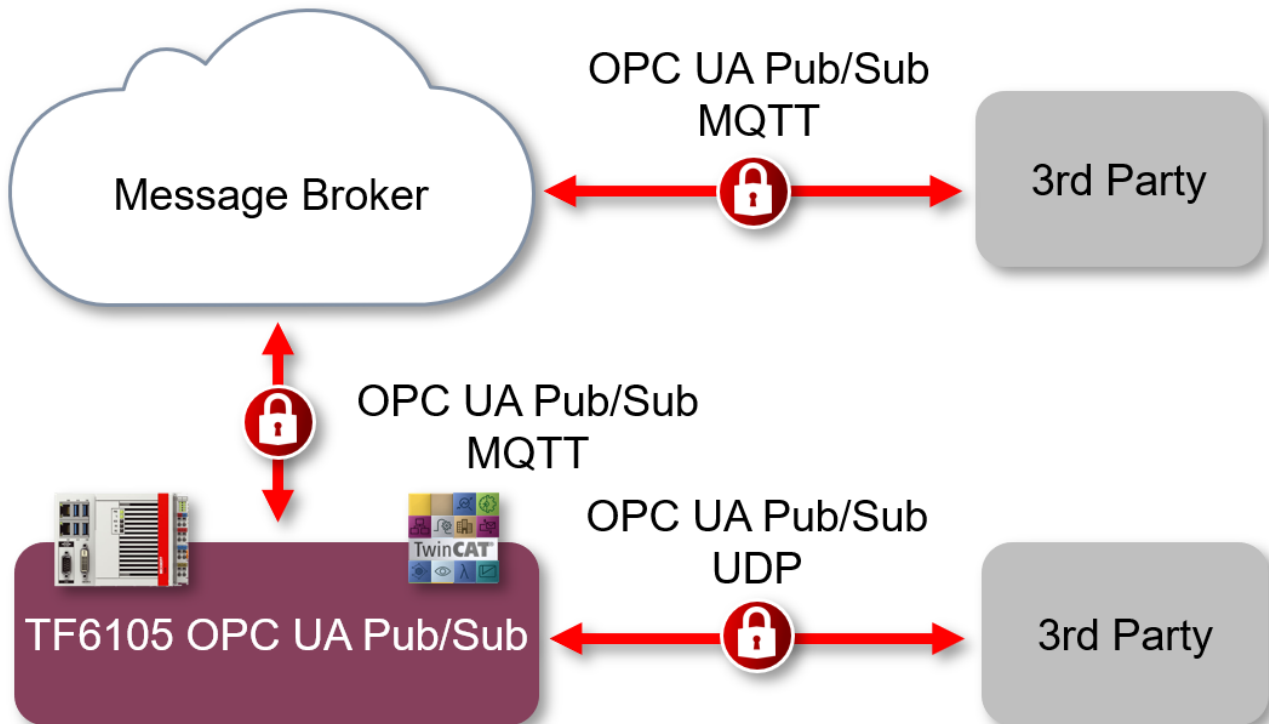 OPC UA Pub/Sub
MQTT
Message Broker
3rd Party
OPC UA Pub/Sub
MQTT
TwinCAT®
OPC UA Pub/Sub
UDP
TF6105 OPC UA Pub/Sub
3rd Party